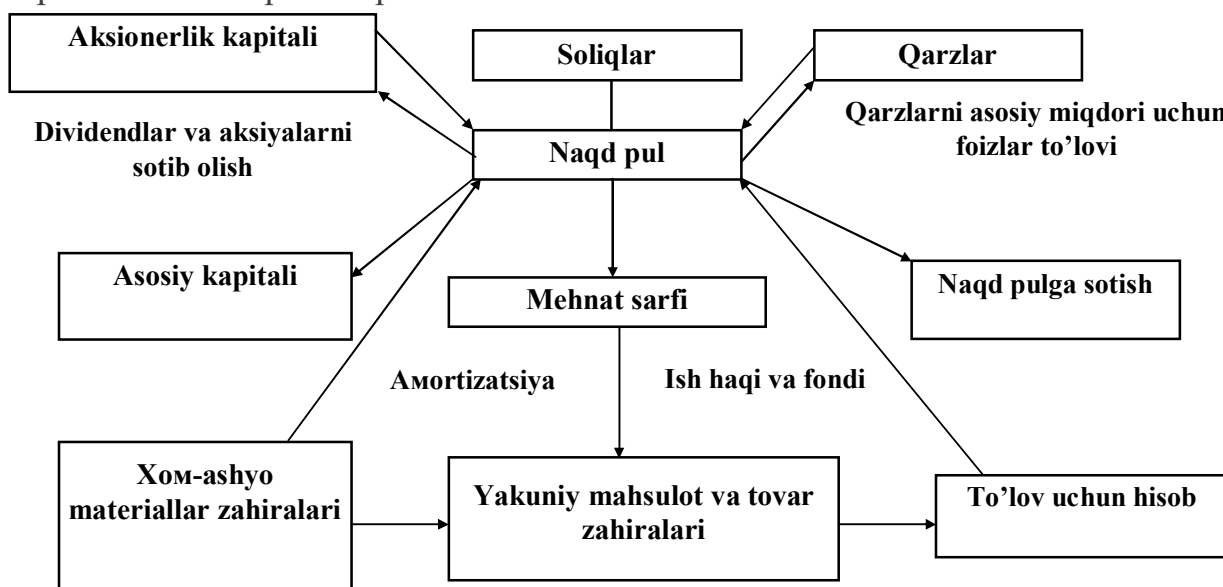 Aksionerlik kapitali
Soliqlar
Qarzlar
Dividendlar va aksiyalarni
sotib olish
Naqd pul
Qarzlarni asosiy miqdori uchun
foizlar to’lovi
Asosiy kapitali
Mehnat sarfi
Naqd pulga sotish
Aмortizatsiya
Ish haqi va fondi
Xoм-ashyo
materiallar zahiralari
Yakuniy mahsulot va tovar
zahiralari
To’lov uchun hisob